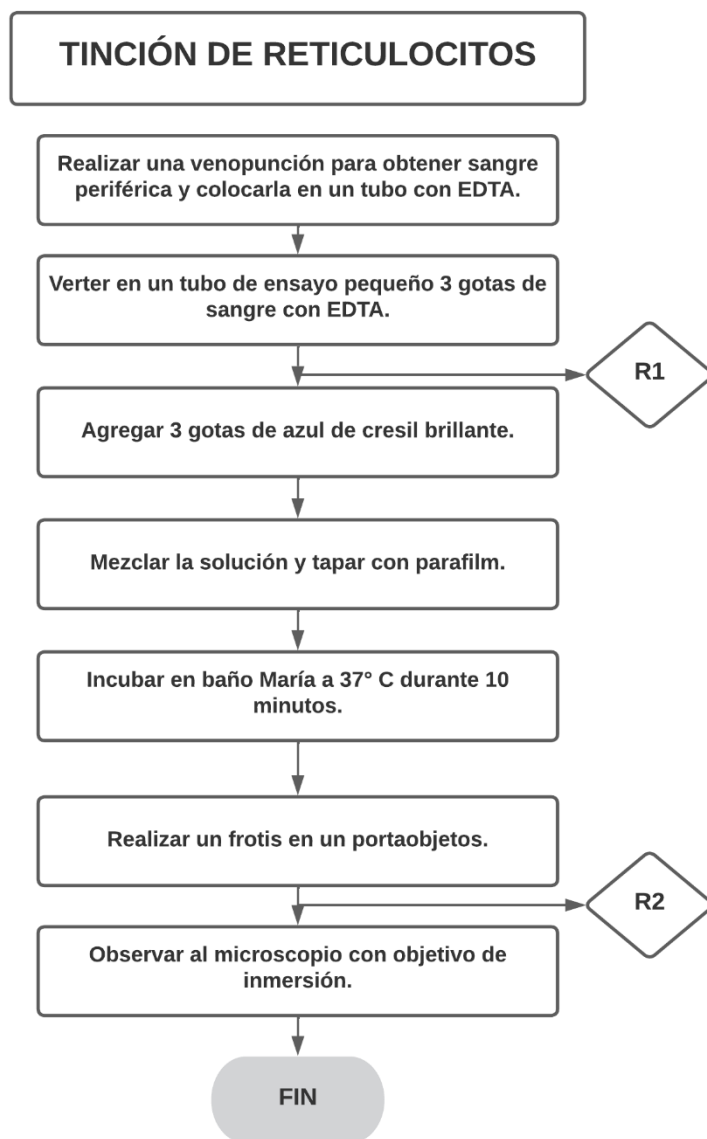 TINCIÓN DE RETICULOCITOS
Realizar una venopunción para obtener sangre
periférica y colocarla en un tubo con EDTA.
Verter en un tubo de ensayo pequeño 3 gotas de
sangre con EDTA.
R1
Agregar 3 gotas de azul de cresil brillante.
Mezclar la solución y tapar con parafilm.
Incubar en baño María a 37° C durante 10
minutos.
Realizar un frotis en un portaobjetos.
R2
Observar al microscopio con objetivo de
inmersión.
FIN